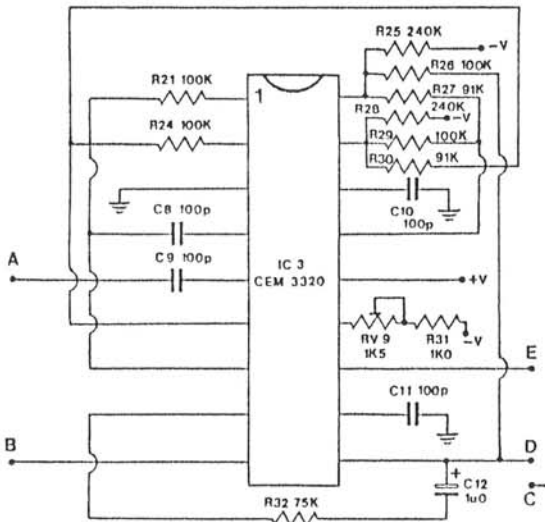 R25 240K
-V
R26 100K
R21 100K
1
R27 91K
R28 240K
-V
R24 100K
R29 100K
R30 91K
C8 100p
C10 100p
A
C9 100p
IC 3
CEM 3320
+V
RV 9
1K5
R31
1K0
-V
E
C11 100p
B
D
+
C12
1u0
C
R32 75K